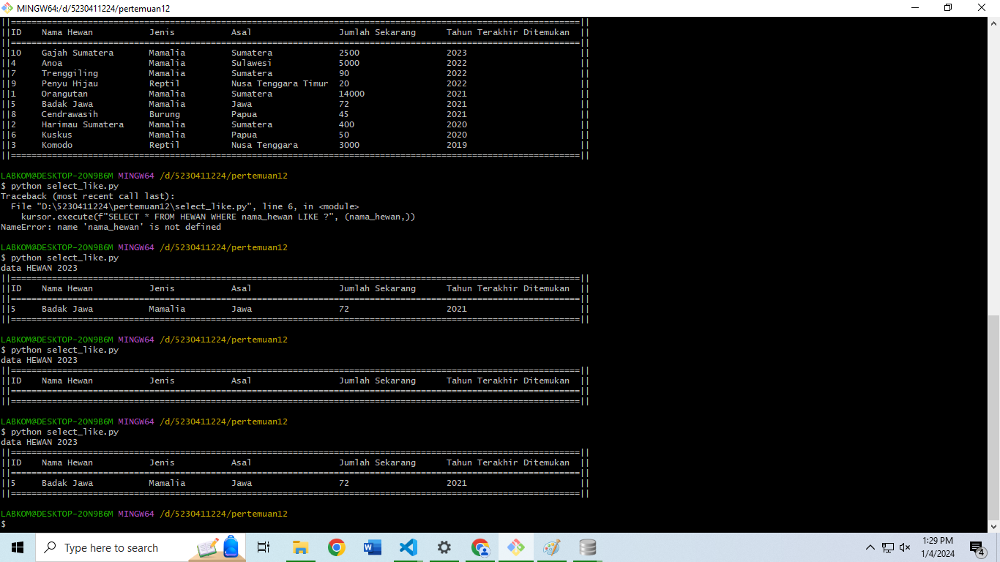 MINGW64:/d/5230411224/pertemuan12
||===============================================================================================================||
||ID    Nama Hewan           Jenis           Asal                 Jumlah Sekarang      Tahun Terakhir Ditemukan  ||
||===============================================================================================================||
||10    Gajah Sumatera       Mamalia         Sumatera             2500                 2023                      ||
||4     Anoa                 Mamalia         Sulawesi             5000                 2022                      ||
||7     Trenggiling          Mamalia         Sumatera             90                   2022                      ||
||9     Penyu Hijau          Reptil          Nusa Tenggara Timur  20                   2022                      ||
||1     Orangutan            Mamalia         Sumatera             14000                2021                      ||
||5     Badak Jawa           Mamalia         Jawa                 72                   2021                      ||
||8     Cendrawasih          Burung          Papua                45                   2021                      ||
||2     Harimau Sumatera     Mamalia         Sumatera             400                  2020                      ||
||6     Kuskus               Mamalia         Papua                50                   2020                      ||
||3     Komodo               Reptil          Nusa Tenggara        3000                 2019                      ||
||===============================================================================================================||
LABKOM@DESKTOP-2ON9B6M MINGW64 /d/5230411224/pertemuan12
$ python select_like.py
Traceback (most recent call last):
  File "D:\5230411224\pertemuan12\select_like.py", line 6, in <module>
    kursor.execute(f"SELECT * FROM HEWAN WHERE nama_hewan LIKE ?", (nama_hewan,))
NameError: name 'nama_hewan' is not defined
LABKOM@DESKTOP-2ON9B6M MINGW64 /d/5230411224/pertemuan12
$ python select_like.py
data HEWAN 2023
||===============================================================================================================||
||ID    Nama Hewan           Jenis           Asal                 Jumlah Sekarang      Tahun Terakhir Ditemukan  ||
||===============================================================================================================||
||5     Badak Jawa           Mamalia         Jawa                 72                   2021                      ||
||===============================================================================================================||
LABKOM@DESKTOP-2ON9B6M MINGW64 /d/5230411224/pertemuan12
$ python select_like.py
data HEWAN 2023
||===============================================================================================================||
||ID    Nama Hewan           Jenis           Asal                 Jumlah Sekarang      Tahun Terakhir Ditemukan  ||
||===============================================================================================================||
||===============================================================================================================||
LABKOM@DESKTOP-2ON9B6M MINGW64 /d/5230411224/pertemuan12
$ python select_like.py
data HEWAN 2023
||===============================================================================================================||
||ID    Nama Hewan           Jenis           Asal                 Jumlah Sekarang      Tahun Terakhir Ditemukan  ||
||===============================================================================================================||
||5     Badak Jawa           Mamalia         Jawa                 72                   2021                      ||
||===============================================================================================================||
LABKOM@DESKTOP-2ON9B6M MINGW64 /d/5230411224/pertemuan12
$
Type here to search
1:29 PM
1/4/2024
4